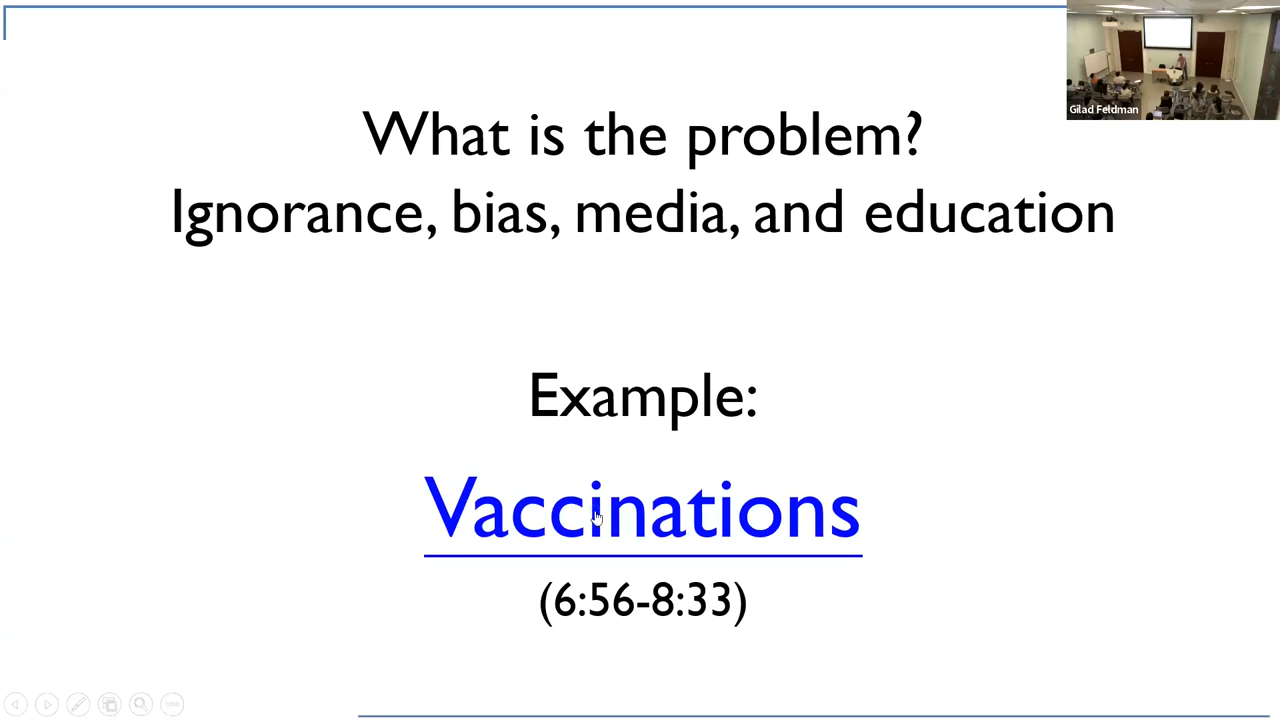 What is the problem?
Ignorance, bias, media, and education
Example:
Vaccinations
(6:56-8:33)
Gilad Feldman